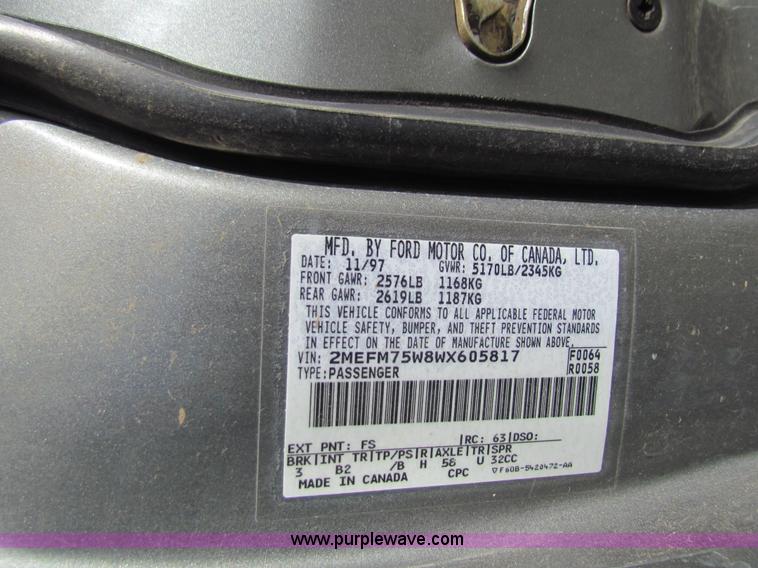 MFD. BY FORD MOTOR CO. OF CANADA, LTD.
DATE: 11/97 GVWR: 5170LB/2345KG
FRONT GAWR: 2576LB 1168KG
REAR GAWR: 2619LB 1187KG
THIS VEHICLE CONFORMS TO ALL APPLICABLE FEDERAL MOTOR
VEHICLE SAFETY, BUMPER, AND THEFT PREVENTION STANDARDS
IN EFFECT ON THE DATE OF MANUFACTURE SHOWN ABOVE.
VIN: 2MEFM75W8WX605817 F0064
TYPE: PASSENGER R0058
EXT PNT: FS RC: 63 DSO:
BRK INT TR TP/PS R AXLE TR SPR
3 B2 /B H 58 U 32CC
MADE IN CANADA CPC ▽F60B-5420472-AA
www.purplewave.com